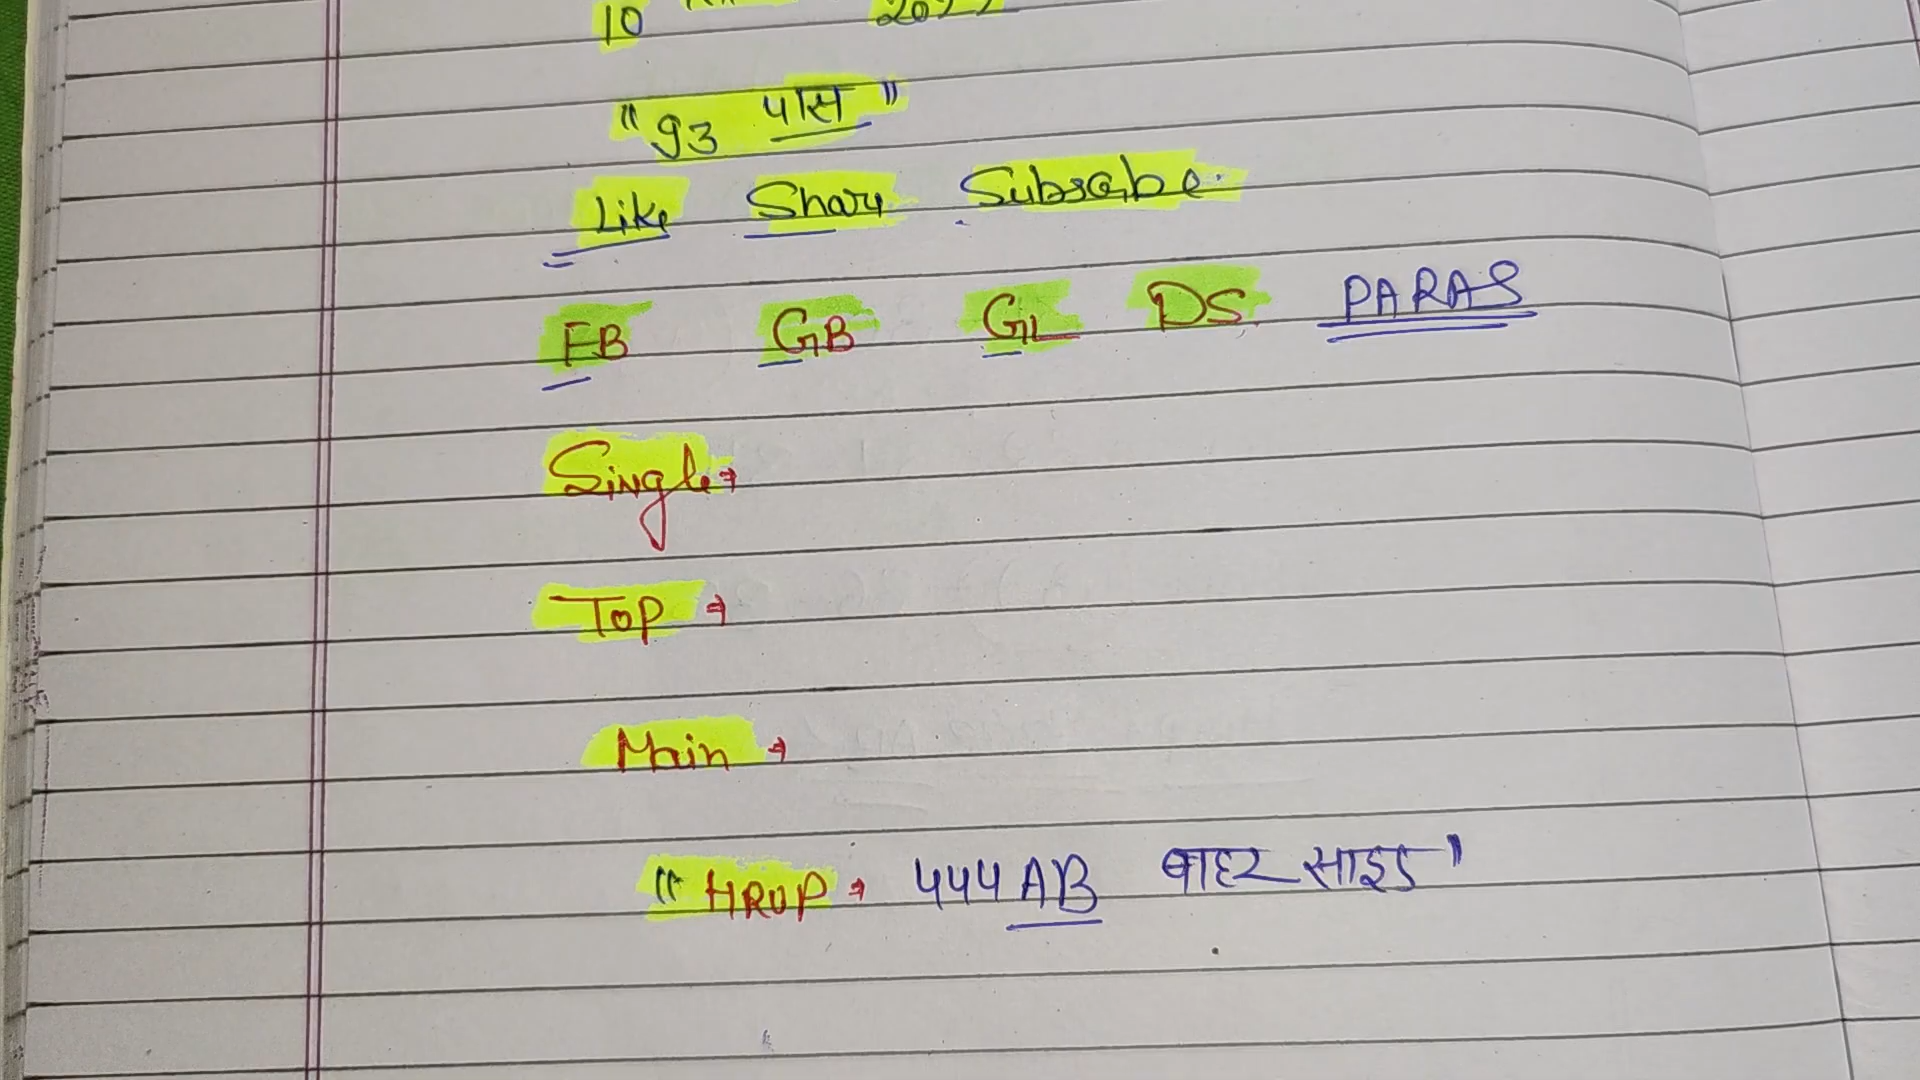 10
"93 पास"
Like Share Subscribe.
FB GB GL DS. PARAS
Single→
Top →
Main →
"HRUP→ 444 AB बाहर साइड"